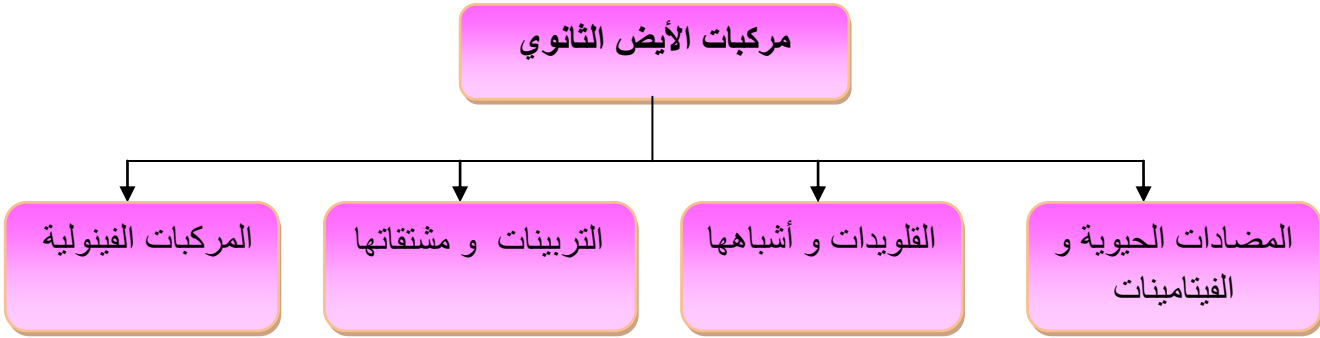 مركبات الأيض الثانوي
المضادات الحيوية و
الفيتامينات
القلويدات و أشباهها
التربينات و مشتقاتها
المركبات الفينولية